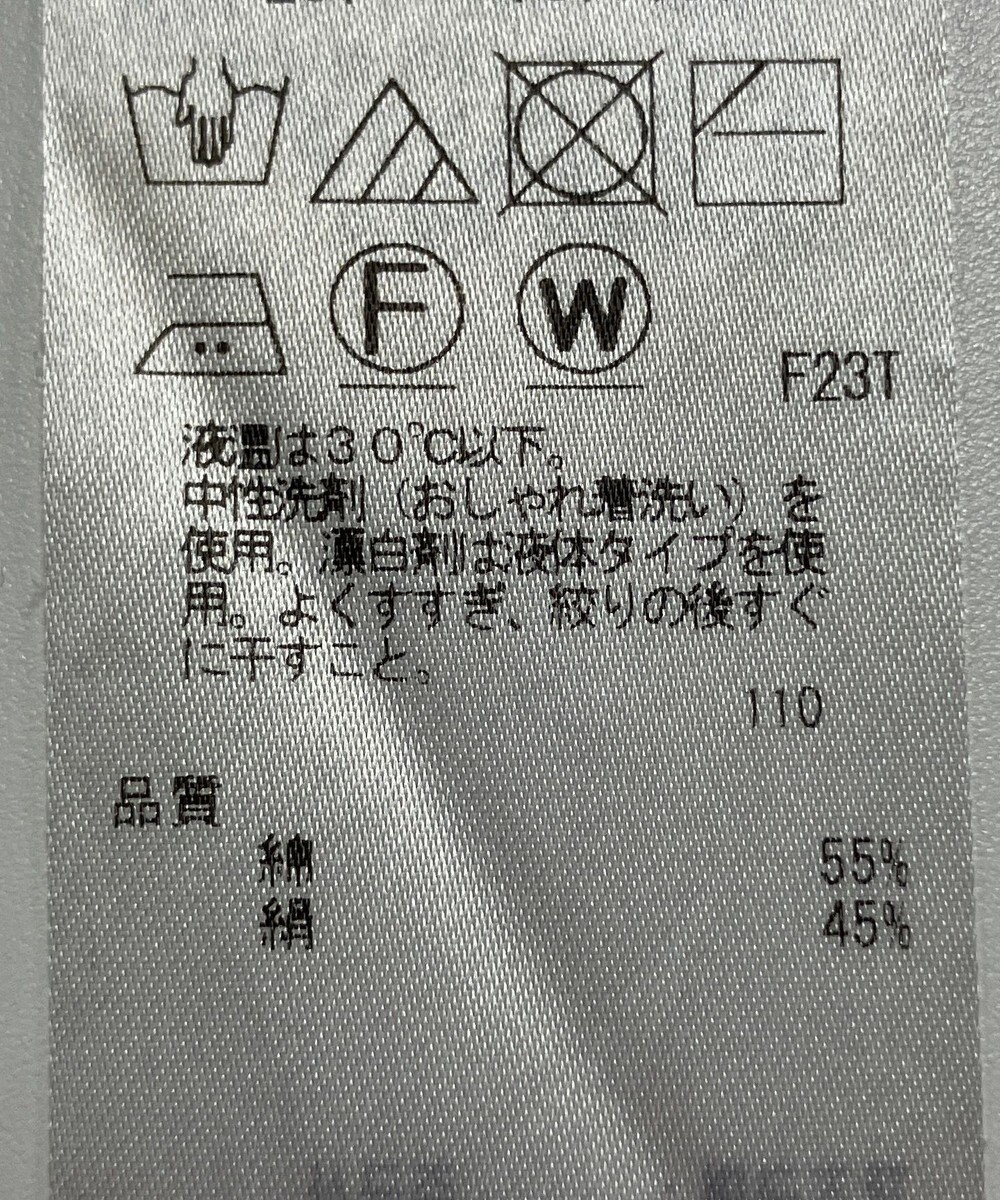 F
W
F23T
液温は30℃以下。
中性洗剤（おしゃれ着洗い）を
使用。漂白剤は液体タイプを使
用。よくすすぎ、絞りの後すぐ
に干すこと。
110
品質
綿 55%
絹 45%